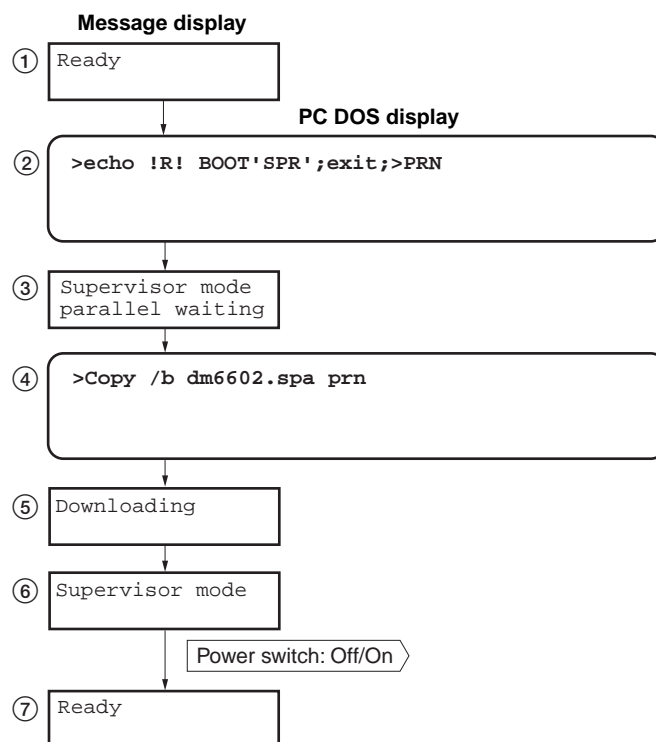 Message display
① Ready
PC DOS display
② >echo !R! BOOT'SPR';exit;>PRN
③ Supervisor mode
parallel waiting
④ >Copy /b dm6602.spa prn
⑤ Downloading
⑥ Supervisor mode
Power switch: Off/On
⑦ Ready